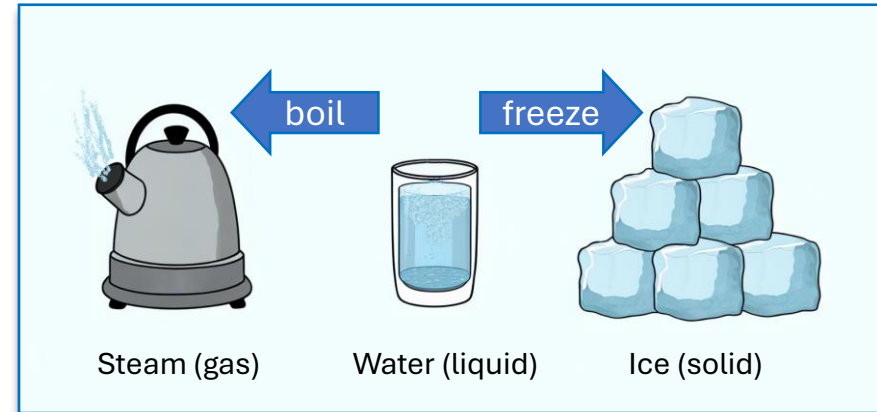 boil
freeze
Steam (gas)
Water (liquid)
Ice (solid)